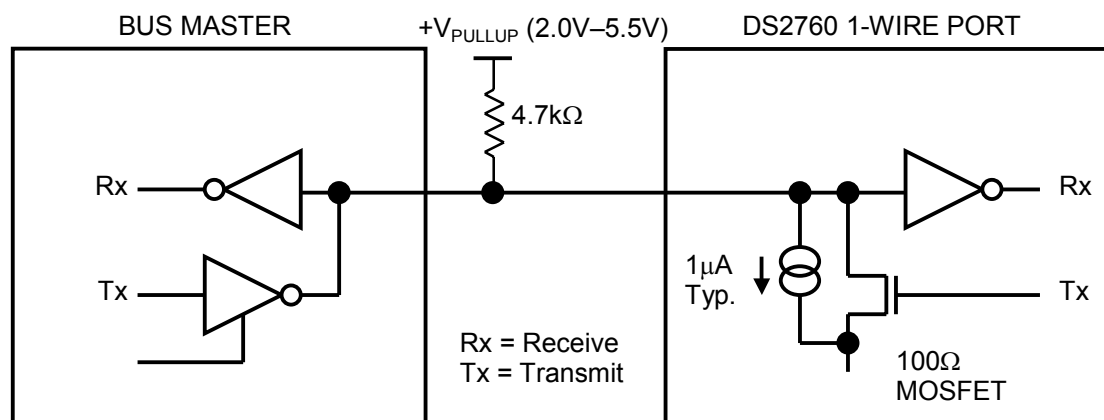 BUS MASTER
+VPULLUP (2.0V–5.5V)
DS2760 1-WIRE PORT
4.7kΩ
Rx
Rx
1μA
Typ.
Tx
Tx
Rx = Receive
Tx = Transmit
100Ω
MOSFET